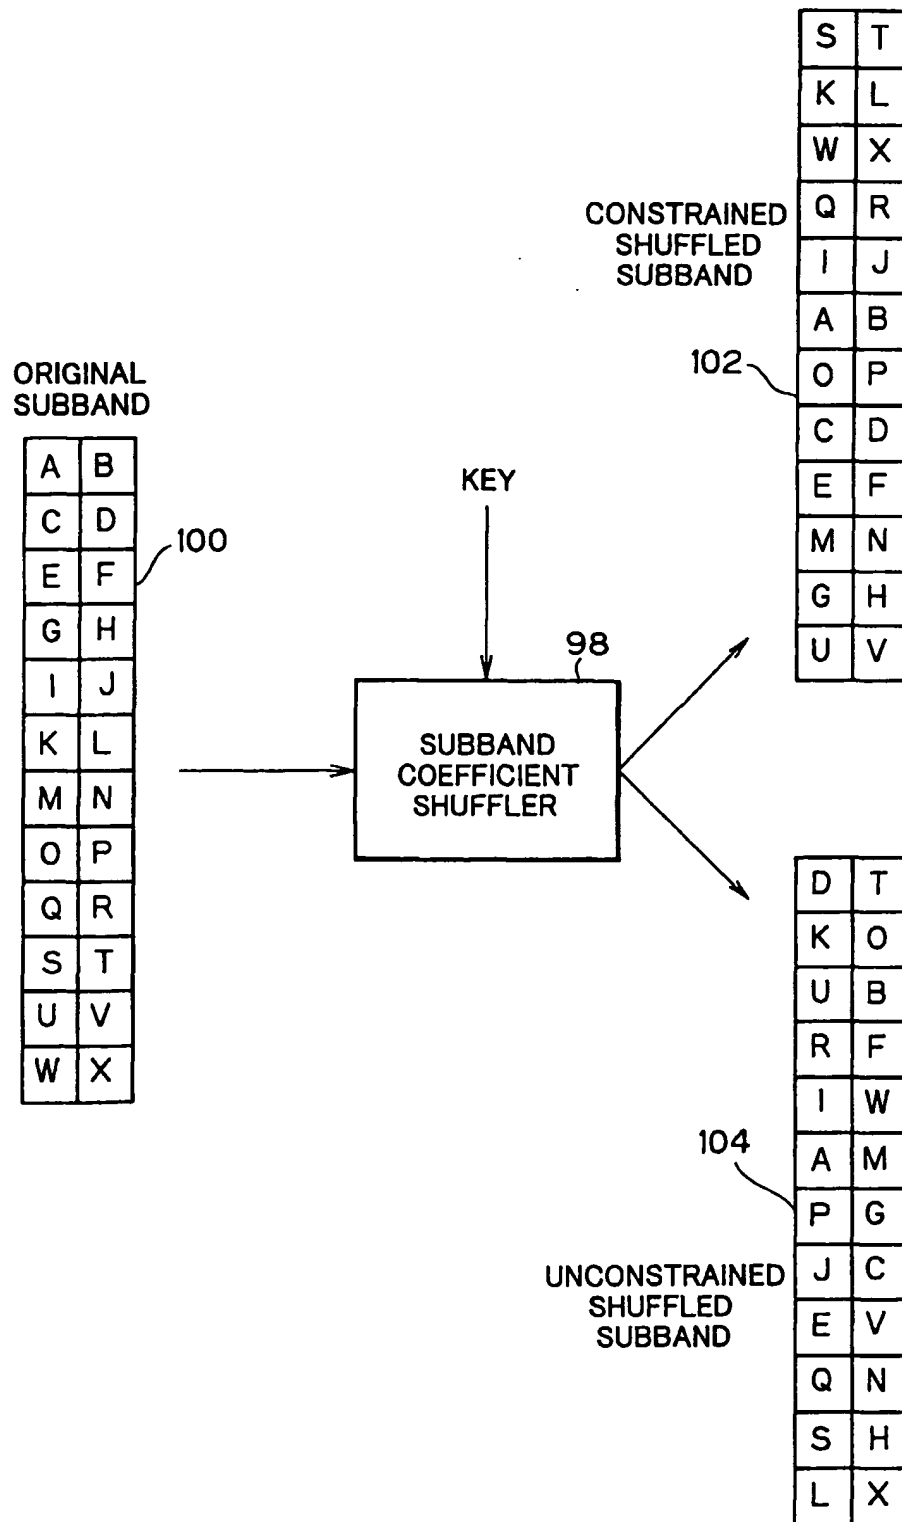 ORIGINAL
SUBBAND
A B
C D
E F
G H
I J
K L
M N
O P
Q R
S T
U V
W X
100
KEY
98
SUBBAND
COEFFICIENT
SHUFFLER
CONSTRAINED
SHUFFLED
SUBBAND
102
S T
K L
W X
Q R
I J
A B
O P
C D
E F
M N
G H
U V
104
UNCONSTRAINED
SHUFFLED
SUBBAND
D T
K O
U B
R F
I W
A M
P G
J C
E V
Q N
S H
L X